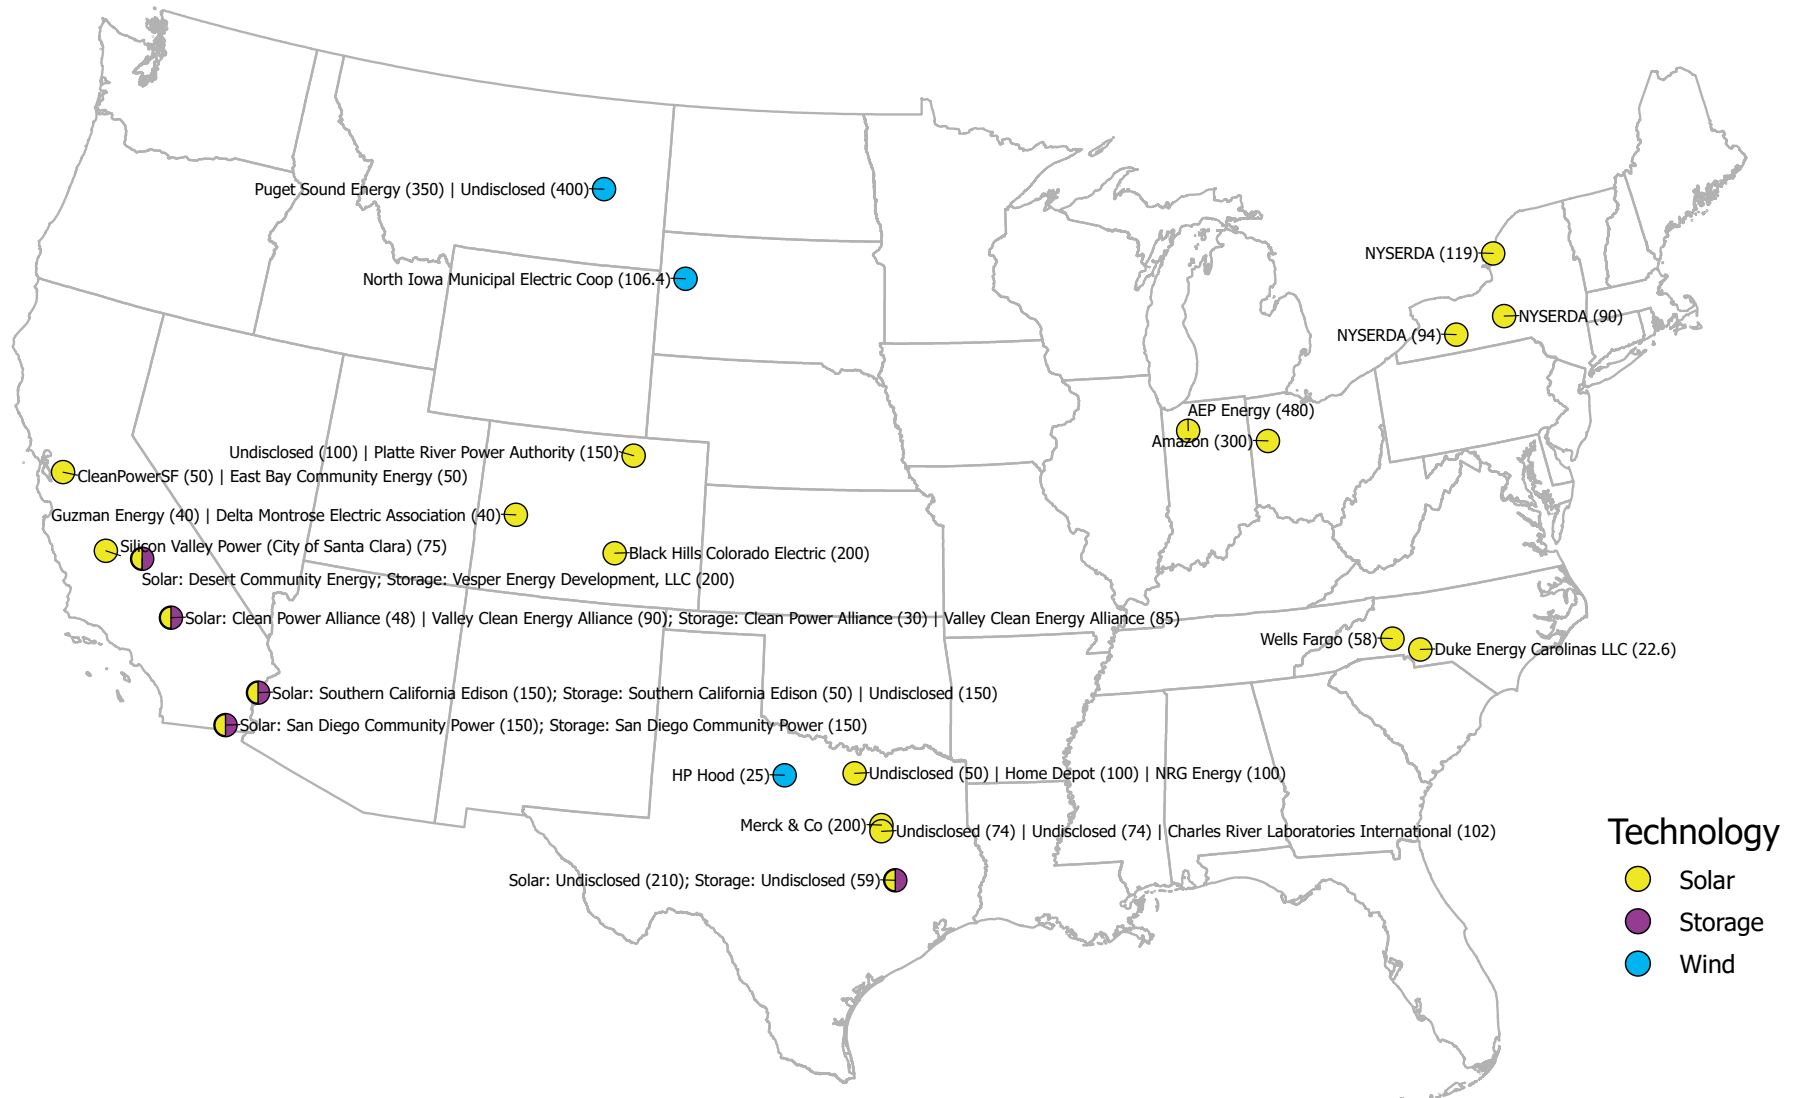 Puget Sound Energy (350) | Undisclosed (400)
North Iowa Municipal Electric Coop (106.4)
NYSERDA (119)
NYSERDA (90)
NYSERDA (94)
AEP Energy (480)
Amazon (300)
Undisclosed (100) | Platte River Power Authority (150)
CleanPowerSF (50) | East Bay Community Energy (50)
Guzman Energy (40) | Delta Montrose Electric Association (40)
Silicon Valley Power (City of Santa Clara) (75)
Black Hills Colorado Electric (200)
Solar: Desert Community Energy; Storage: Vesper Energy Development, LLC (200)
Solar: Clean Power Alliance (48) | Valley Clean Energy Alliance (90); Storage: Clean Power Alliance (30) | Valley Clean Energy Alliance (85)
Wells Fargo (58)
Duke Energy Carolinas LLC (22.6)
Solar: Southern California Edison (150); Storage: Southern California Edison (50) | Undisclosed (150)
Solar: San Diego Community Power (150); Storage: San Diego Community Power (150)
HP Hood (25)
Undisclosed (50) | Home Depot (100) | NRG Energy (100)
Merck & Co (200)
Undisclosed (74) | Undisclosed (74) | Charles River Laboratories International (102)
Solar: Undisclosed (210); Storage: Undisclosed (59)
Technology
Solar
Storage
Wind